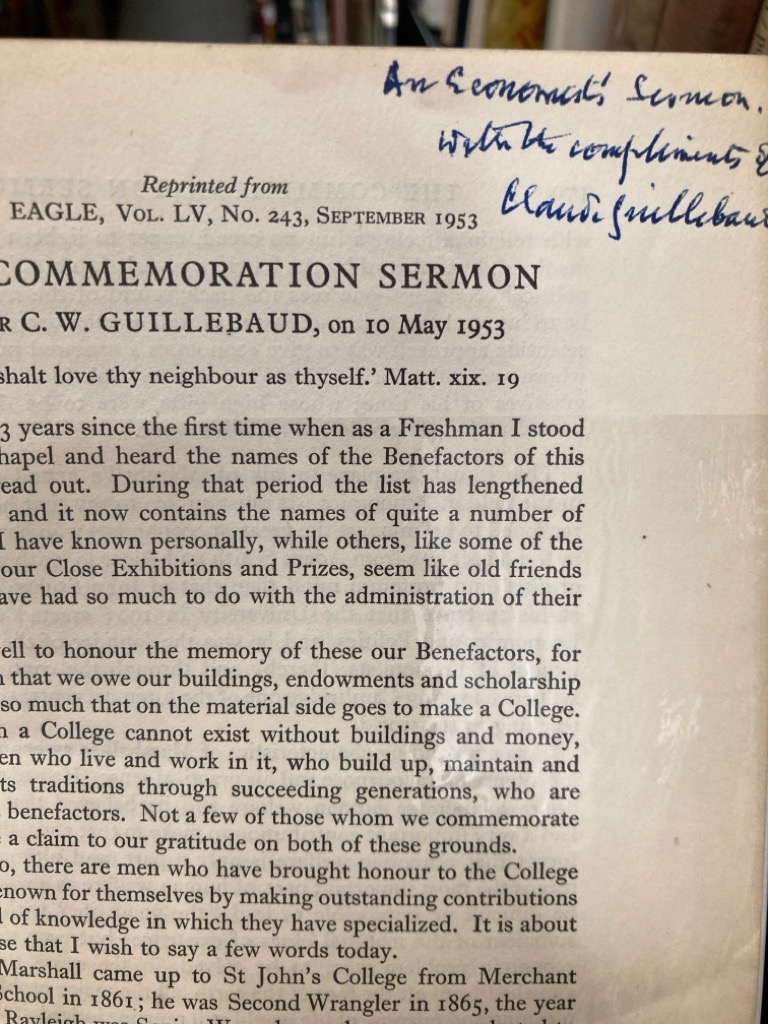 An Economist's Sermon.
with the compliments of
Claude Guillebaud
Reprinted from
EAGLE, VOL. LV, No. 243, SEPTEMBER 1953
COMMEMORATION SERMON
R C. W. GUILLEBAUD, on 10 May 1953
shalt love thy neighbour as thyself.' Matt. xix. 19
3 years since the first time when as a Freshman I stood
hapel and heard the names of the Benefactors of this
ead out. During that period the list has lengthened
and it now contains the names of quite a number of
I have known personally, while others, like some of the
our Close Exhibitions and Prizes, seem like old friends
ave had so much to do with the administration of their
ell to honour the memory of these our Benefactors, for
that we owe our buildings, endowments and scholarship
so much that on the material side goes to make a College.
a College cannot exist without buildings and money,
en who live and work in it, who build up, maintain and
ts traditions through succeeding generations, who are
benefactors. Not a few of those whom we commemorate
a claim to our gratitude on both of these grounds.
o, there are men who have brought honour to the College
enown for themselves by making outstanding contributions
of knowledge in which they have specialized. It is about
se that I wish to say a few words today.
Marshall came up to St John's College from Merchant
School in 1861; he was Second Wrangler in 1865, the year
Rayleigh was